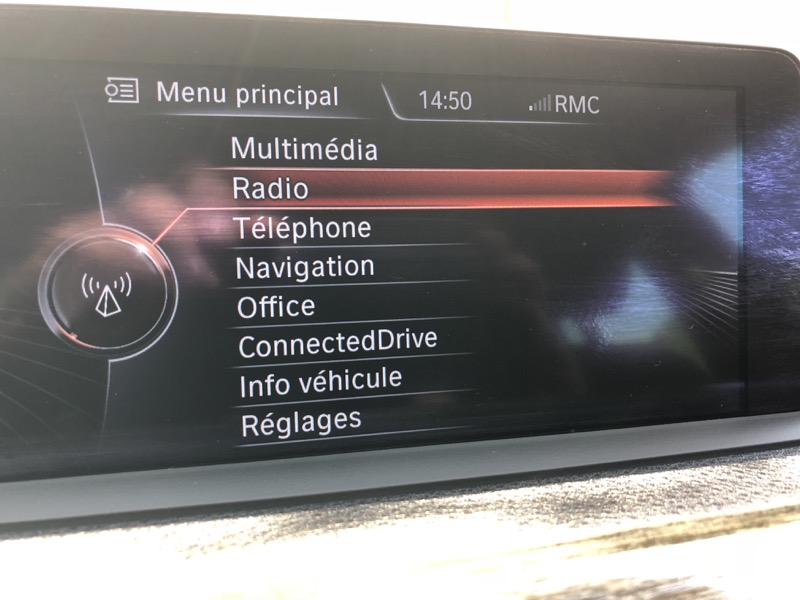 Menu principal 14:50 RMC
Multimédia
Radio
Téléphone
Navigation
Office
ConnectedDrive
Info véhicule
Réglages